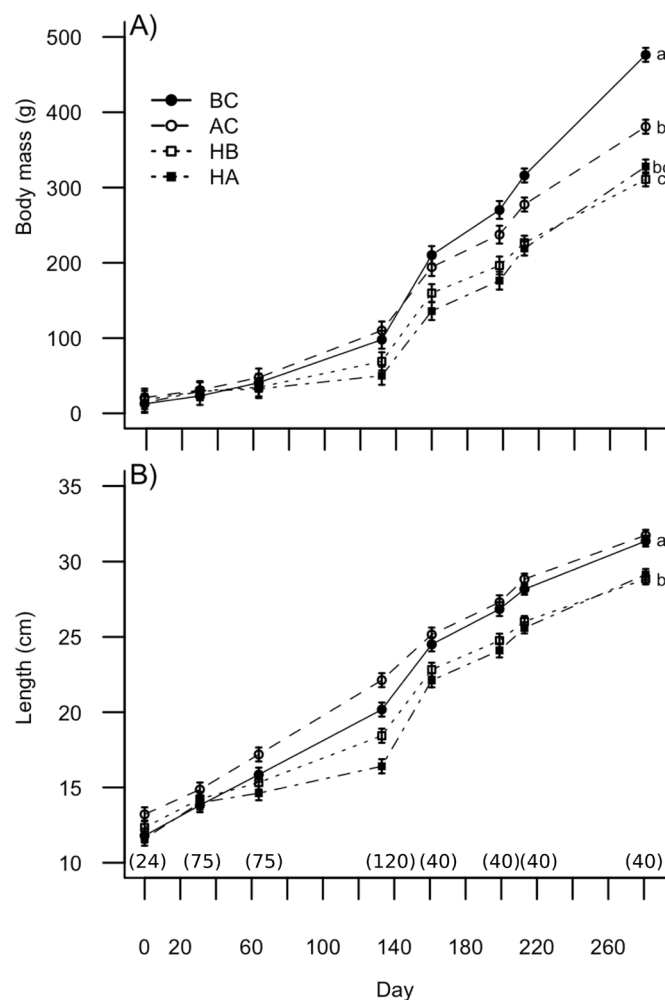 A)
500
400
300
200
100
0
Body mass (g)
BC
AC
HB
HA
a
b
bc
c
B)
35
30
25
20
15
10
Length (cm)
a
b
(24) (75) (75) (120) (40) (40) (40) (40)
0 20 60 100 140 180 220 260
Day